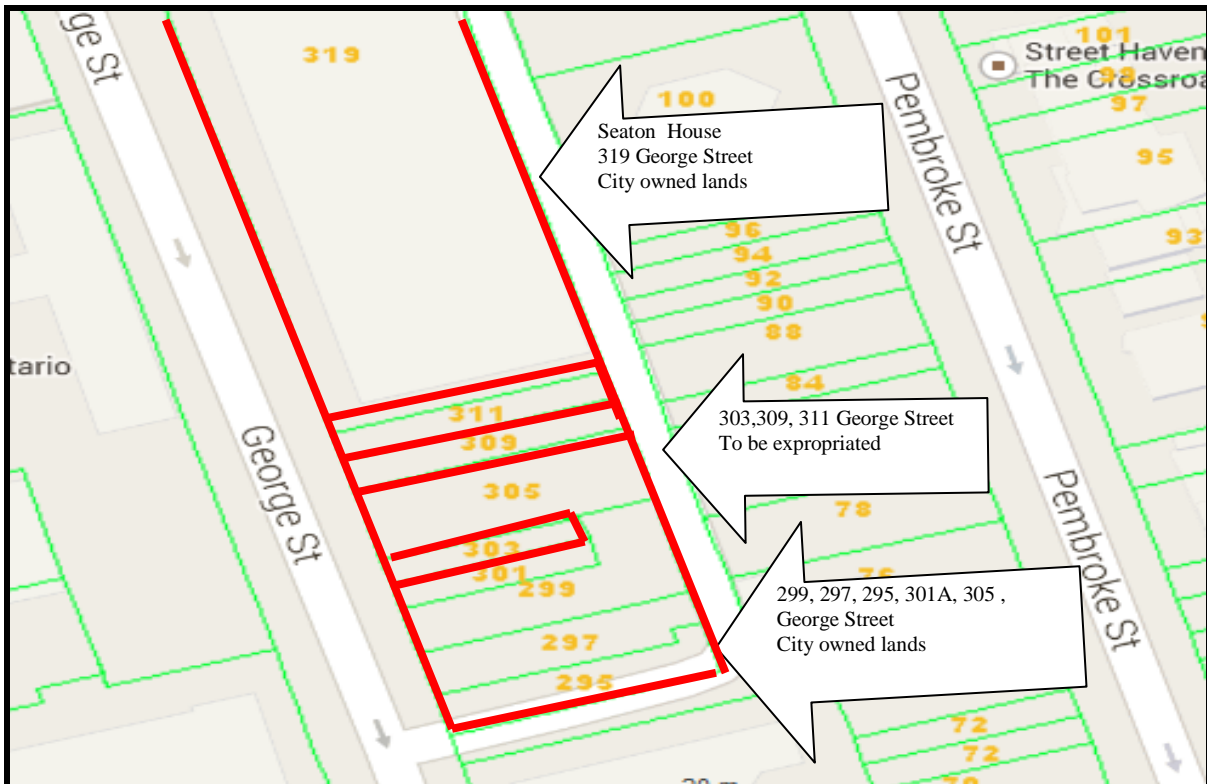 ge St
319
101
Street Haven
The Crossroa
98
97
100
95
Pembroke St
Seaton House
319 George Street
City owned lands
96
94
92
90
88
93
tario
84
311
309
303,309, 311 George Street
To be expropriated
George St
305
78
Pembroke St
303
301
299
76
299, 297, 295, 301A, 305 ,
George Street
City owned lands
297
295
72
72